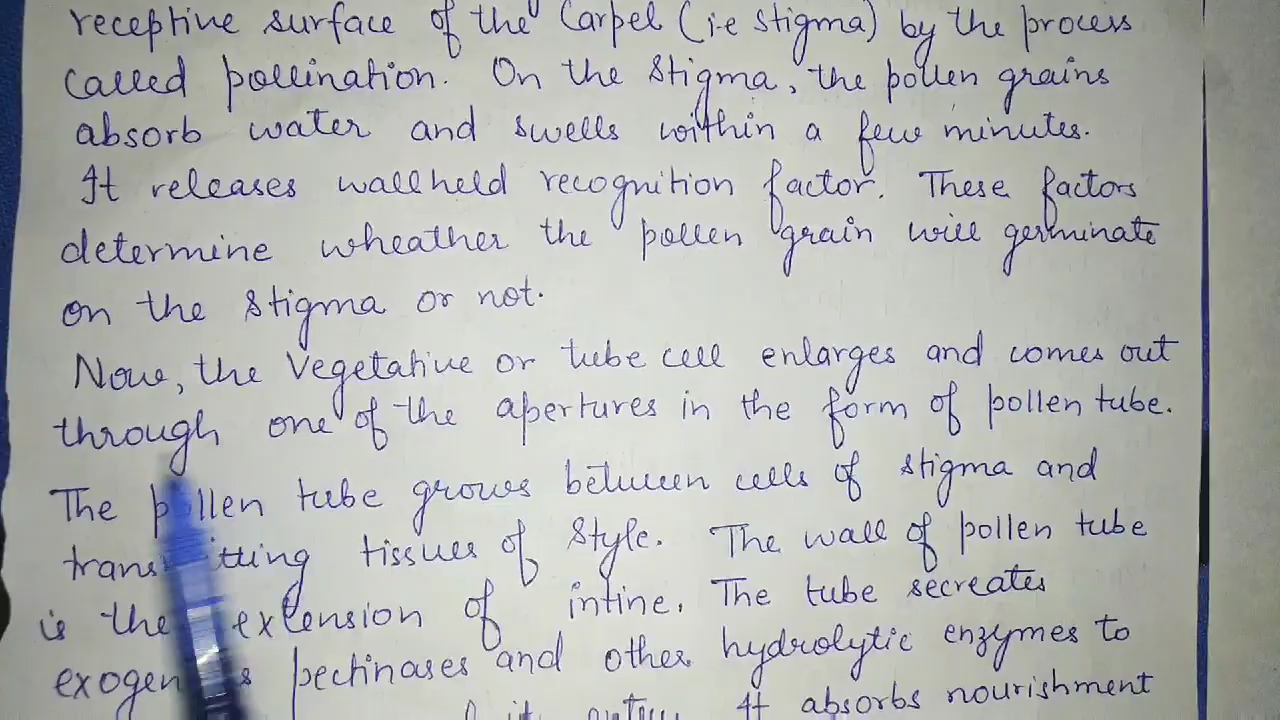 receptive surface of the Carpel (i.e stigma) by the process
called pollination. On the stigma, the pollen grains
absorb water and swells within a few minutes.
It releases wallheld recognition factor. These factors
determine wheather the pollen grain will germinate
on the stigma or not.
Now, the Vegetative or tube cell enlarges and comes out
through one of the apertures in the form of pollen tube.
The pollen tube grows between cells of stigma and
transmitting tissues of style. The wall of pollen tube
is the extension of intine. The tube secreates
exogenous pectinases and other hydrolytic enzymes to
It absorbs nourishment